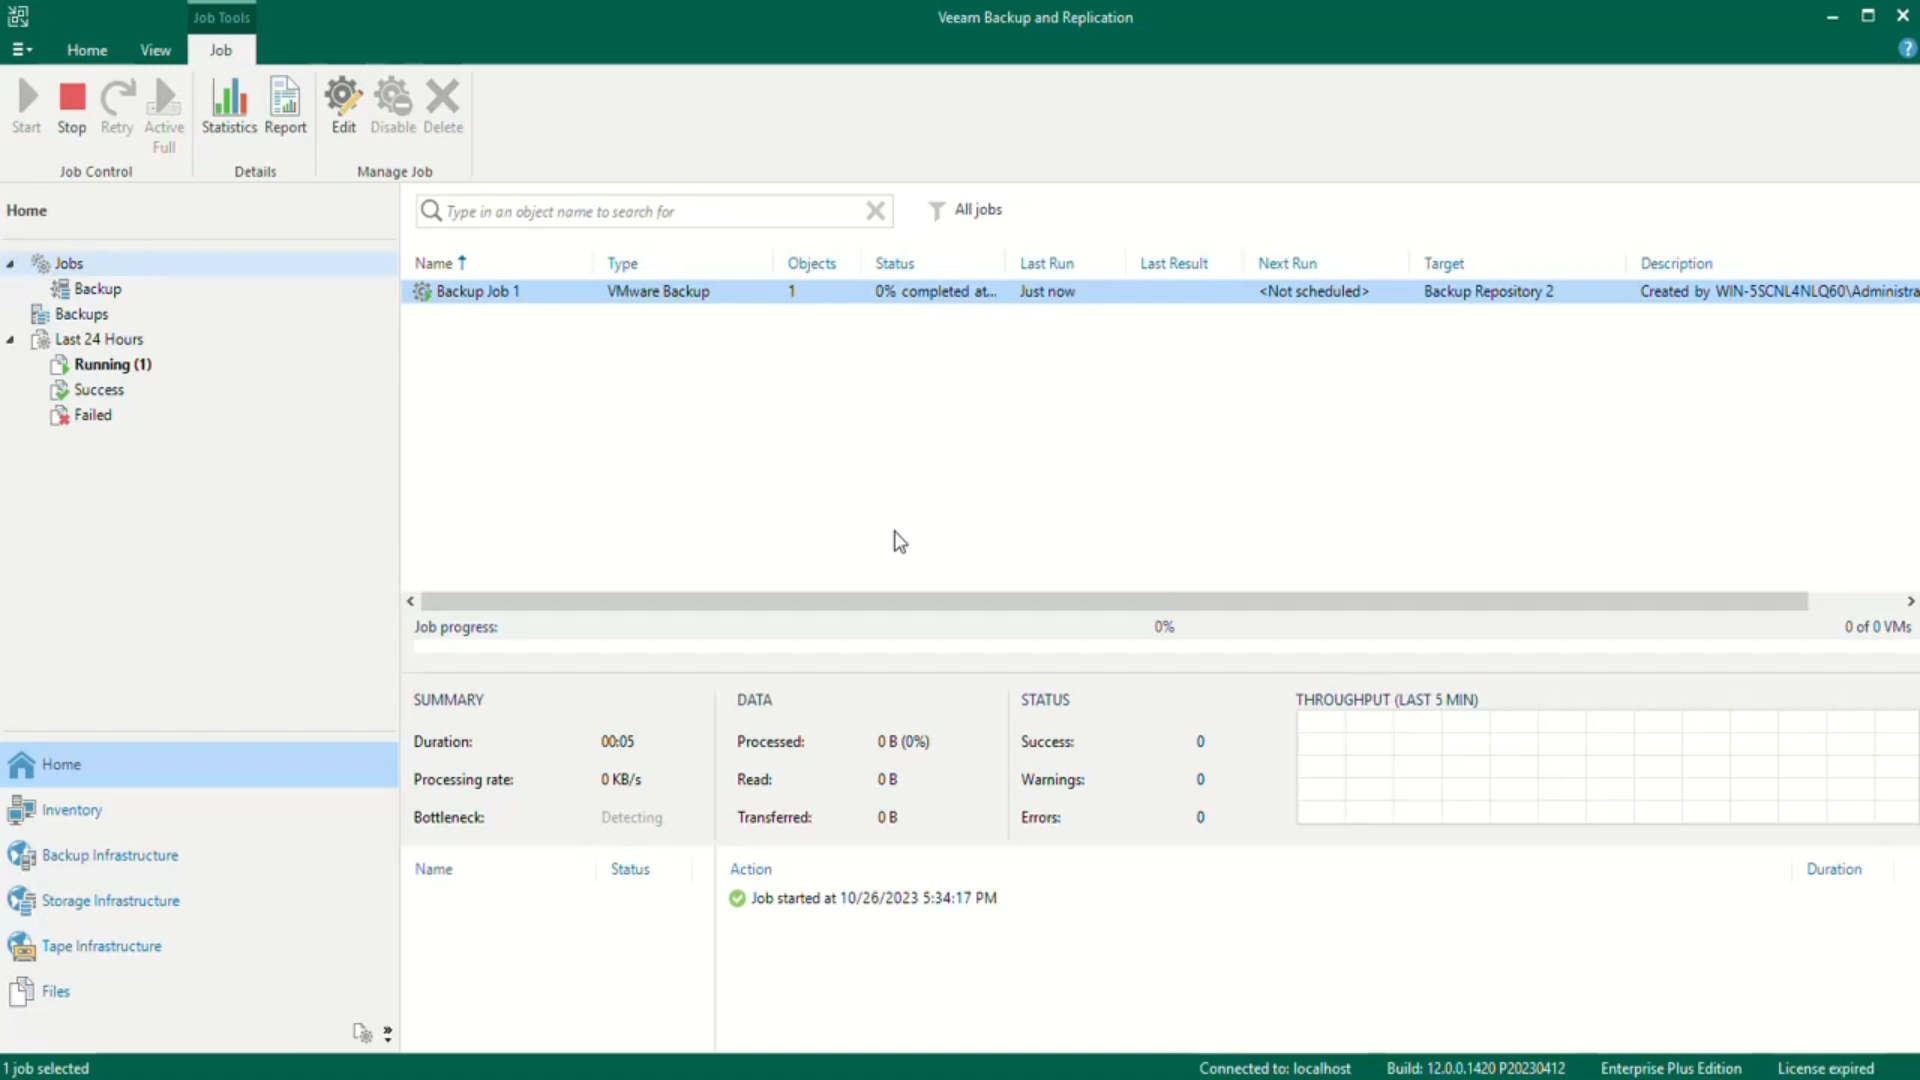 Job Tools
Veeam Backup and Replication
Home View Job
Start Stop Retry Active Full
Statistics Report
Edit Disable Delete
Job Control Details Manage Job
Home
Type in an object name to search for
All jobs
Jobs
Backup
Backups
Last 24 Hours
Running (1)
Success
Failed
Name Type Objects Status Last Run Last Result Next Run Target Description
Backup Job 1 VMware Backup 1 0% completed at... Just now <Not scheduled> Backup Repository 2 Created by WIN-5SCNL4NLQ60\Administra
Job progress: 0% 0 of 0 VMs
SUMMARY DATA STATUS THROUGHPUT (LAST 5 MIN)
Duration: 00:05 Processed: 0 B (0%) Success: 0
Processing rate: 0 KB/s Read: 0 B Warnings: 0
Bottleneck: Detecting Transferred: 0 B Errors: 0
Name Status Action Duration
Job started at 10/26/2023 5:34:17 PM
Home
Inventory
Backup Infrastructure
Storage Infrastructure
Tape Infrastructure
Files
1 job selected Connected to: localhost Build: 12.0.0.1420 P20230412 Enterprise Plus Edition License expired